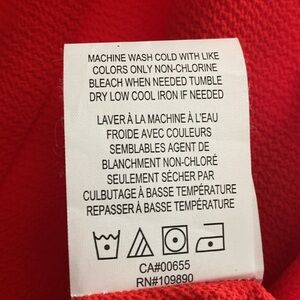 MACHINE WASH COLD WITH LIKE
COLORS ONLY NON-CHLORINE
BLEACH WHEN NEEDED TUMBLE
DRY LOW COOL IRON IF NEEDED
LAVER À LA MACHINE À L'EAU
FROIDE AVEC COULEURS
SEMBLABLES AGENT DE
BLANCHMENT NON-CHLORÉ
SEULEMENT SÉCHER PAR
CULBUTAGE À BASSE TEMPÉRATURE
REPASSER À BASSE TEMPÉRATURE
CA#00655
RN#109890